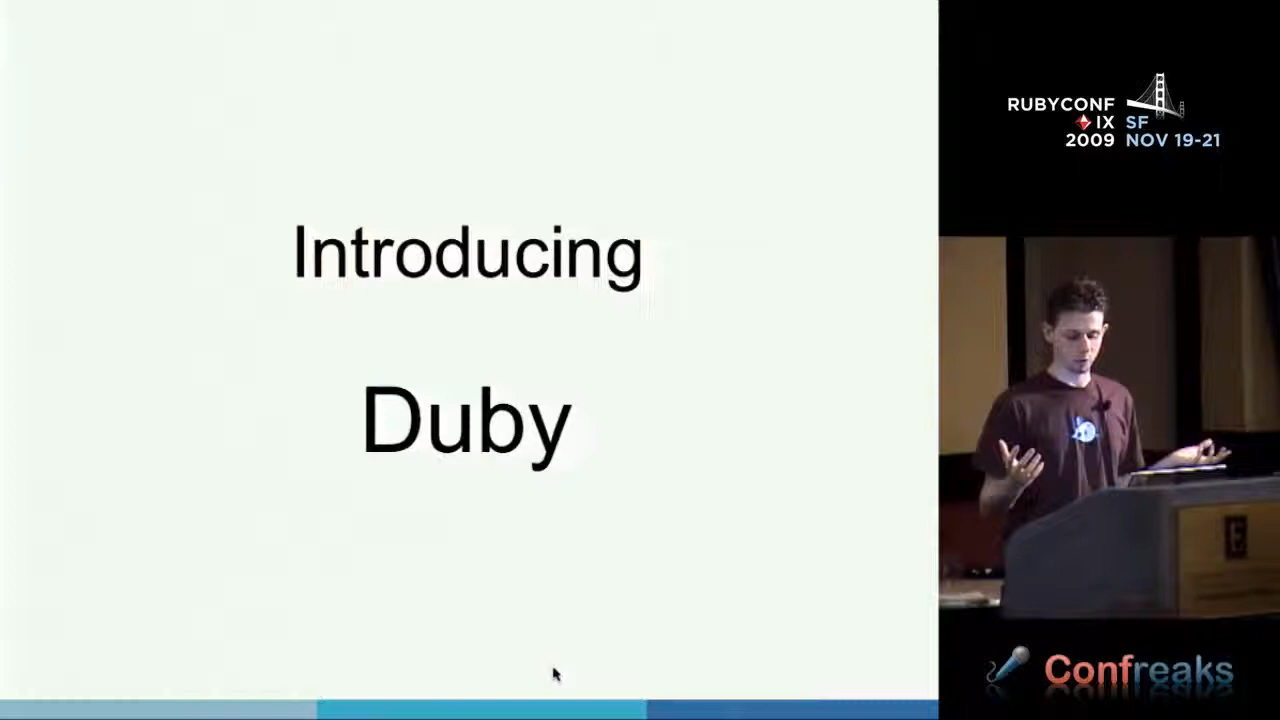 Introducing
Duby
RUBYCONF
IX SF
2009 NOV 19-21
Confreaks